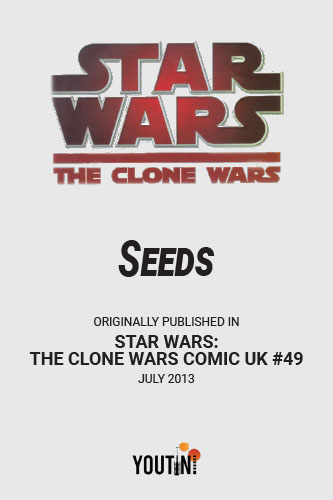 STAR
WARS
THE CLONE WARS
SEEDS
ORIGINALLY PUBLISHED IN
STAR WARS:
THE CLONE WARS COMIC UK #49
JULY 2013
YOUTINI